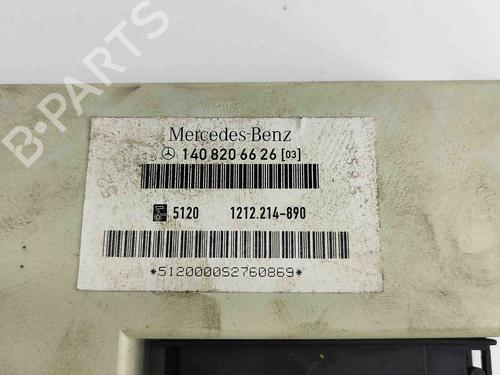 B-PARTS
Mercedes-Benz
140 820 66 26 [03]
5120 1212.214-890
*5120000S2760869*